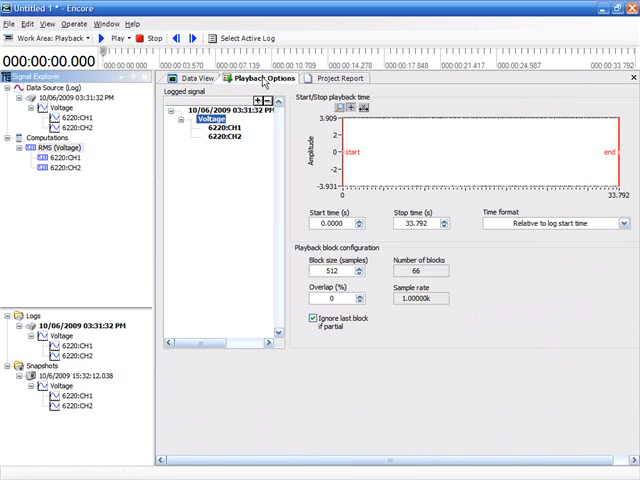 Untitled 1 * - Encore
File Edit View Operate Window Help
Work Area: Playback Play Stop Select Active Log
000:00:00.000
000:00:00.000 000:00:03.570 000:00:07.139 000:00:10.709 000:00:14.278 000:00:17.848 000:00:21.418 000:00:24.987 000:00:33.792
Signal Explorer
Data View Playback Options Project Report
Data Source (Log)
10/06/2009 03:31:32 PM
Voltage
6220:CH1
6220:CH2
Computations
RMS (Voltage)
6220:CH1
6220:CH2
Logs
10/06/2009 03:31:32 PM
Voltage
6220:CH1
6220:CH2
Snapshots
10/6/2009 15:32:12.038
Voltage
6220:CH1
6220:CH2
Logged signal
10/06/2009 03:31:32 PM
Voltage
6220:CH1
6220:CH2
Start/Stop playback time
Amplitude
3.909
2
0
-2
-3.931
start end
0 33.792
Start time (s) Stop time (s) Time format
0.0000 33.792 Relative to log start time
Playback block configuration
Block size (samples) Number of blocks
512 66
Overlap (%) Sample rate
0 1.00000k
Ignore last block
if partial